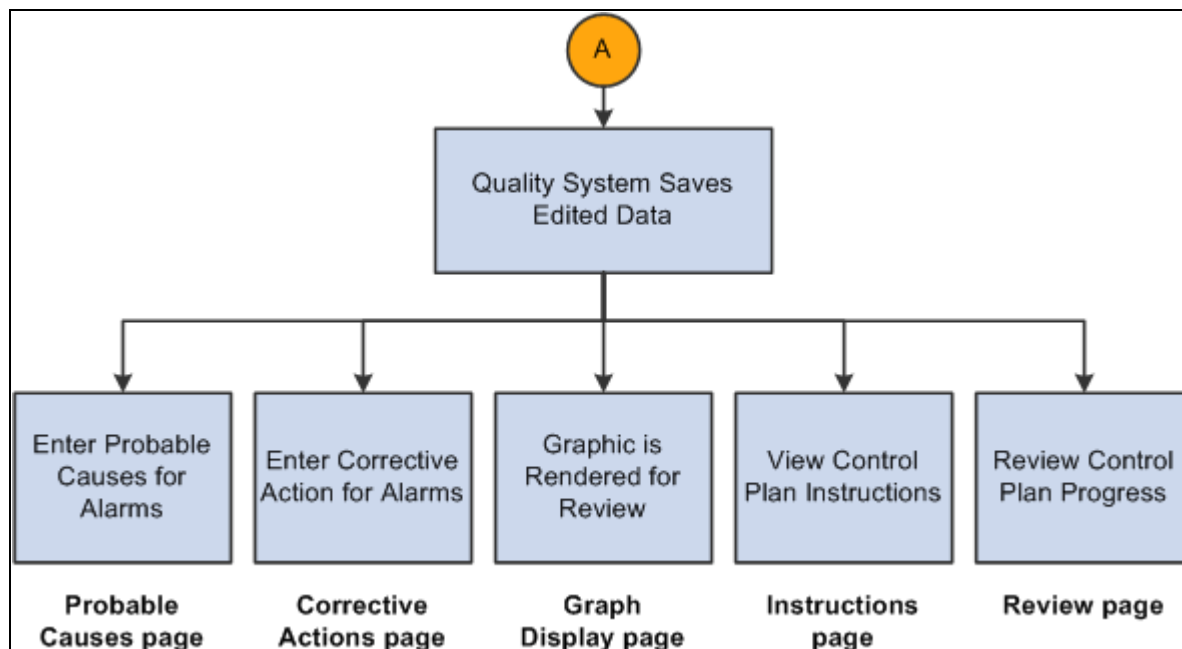 A
Quality System Saves
Edited Data
Enter Probable
Causes for
Alarms
Enter Corrective
Action for Alarms
Graphic is
Rendered for
Review
View Control
Plan Instructions
Review Control
Plan Progress
Probable
Causes page
Corrective
Actions page
Graph
Display page
Instructions
page
Review page